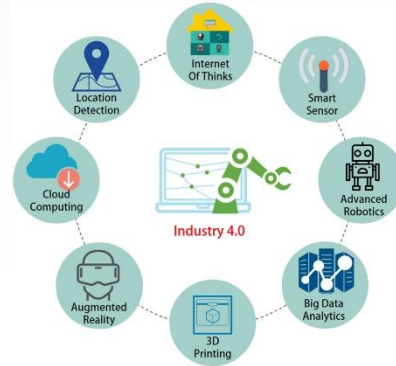 Internet
Of Thinks
Smart
Sensor
Advanced
Robotics
Big Data
Analytics
3D
Printing
Augmented
Reality
Cloud
Computing
Location
Detection
Industry 4.0